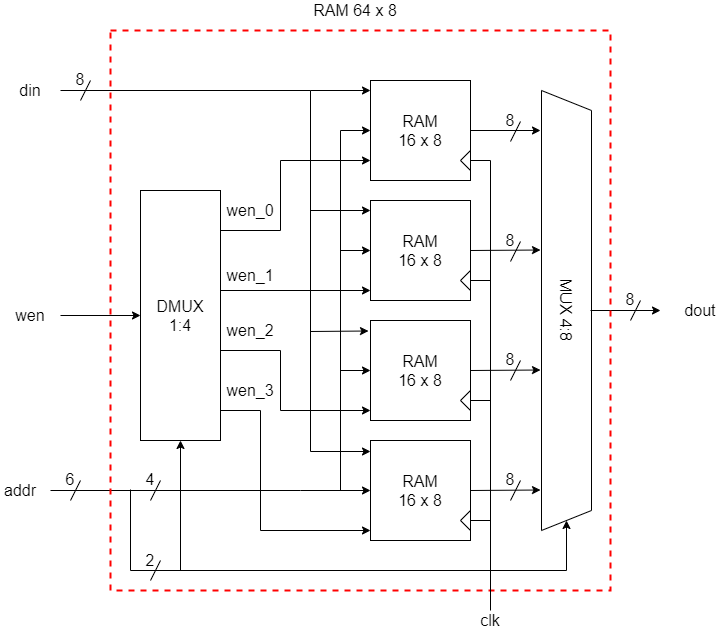 RAM 64 x 8
din
8
RAM
16 x 8
8
wen_0
RAM
16 x 8
8
wen_1
DMUX
1:4
wen
MUX 4:8
8
dout
wen_2
RAM
16 x 8
8
wen_3
addr
6
4
RAM
16 x 8
8
2
clk